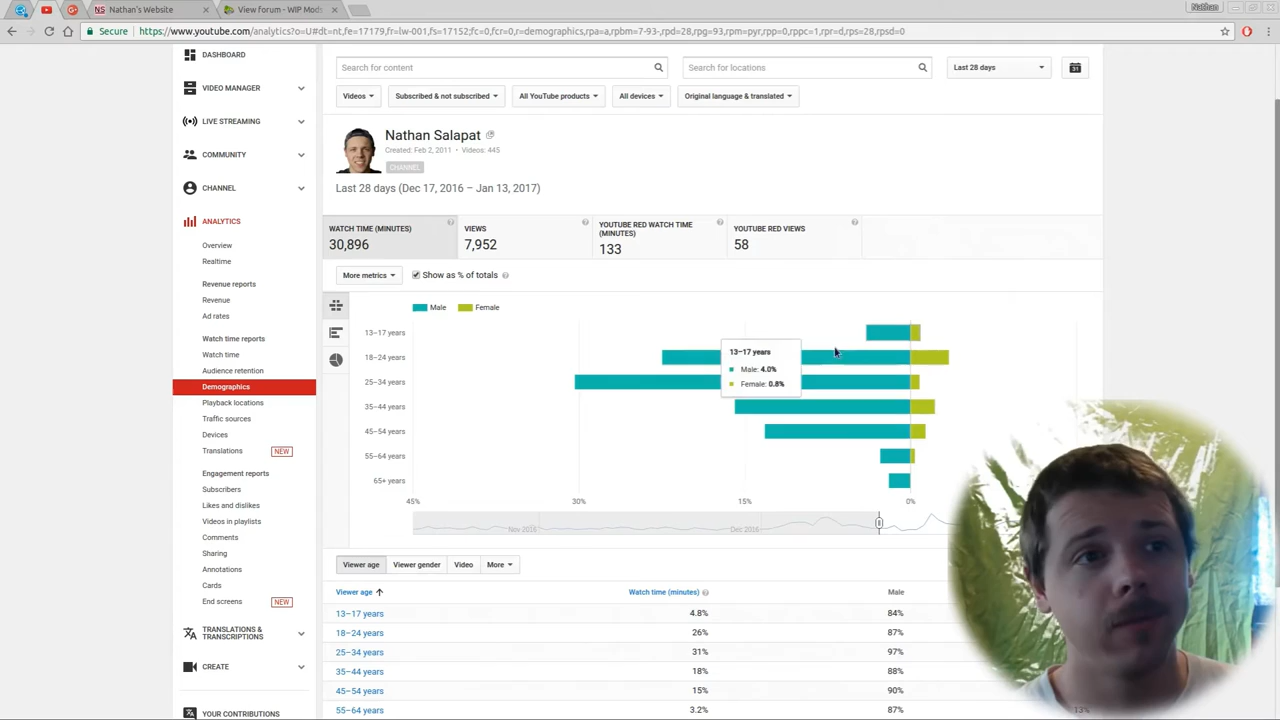 Nathan's Website
View forum - WIP Mods
Nathan
Secure
https://www.youtube.com/analytics?o=U#dt=nt,fe=17179,fr=lw-001,fs=17152;fc=0,fcr=0,r=demographics,rpa=a,rpbm=7-93-,rpd=28,rpg=93,rpm=pyr,rpp=0,rppc=1,rpr=d,rps=28,rpsd=0
DASHBOARD
VIDEO MANAGER
LIVE STREAMING
COMMUNITY
CHANNEL
ANALYTICS
Overview
Realtime
Revenue reports
Revenue
Ad rates
Watch time reports
Watch time
Audience retention
Demographics
Playback locations
Traffic sources
Devices
Translations NEW
Engagement reports
Subscribers
Likes and dislikes
Videos in playlists
Comments
Sharing
Annotations
Cards
End screens NEW
TRANSLATIONS &
TRANSCRIPTIONS
CREATE
YOUR CONTRIBUTIONS
Search for content
Search for locations
Last 28 days
Videos
Subscribed & not subscribed
All YouTube products
All devices
Original language & translated
Nathan Salapat
Created: Feb 2, 2011 • Videos: 445
CHANNEL
Last 28 days (Dec 17, 2016 – Jan 13, 2017)
WATCH TIME (MINUTES)
30,896
VIEWS
7,952
YOUTUBE RED WATCH TIME
(MINUTES)
133
YOUTUBE RED VIEWS
58
More metrics
Show as % of totals
Male Female
13–17 years
18–24 years
25–34 years
35–44 years
45–54 years
55–64 years
65+ years
13–17 years
Male: 4.0%
Female: 0.8%
45% 30% 15% 0%
Nov 2016 Dec 2016
Viewer age
Viewer gender
Video
More
Viewer age Watch time (minutes) Male
13–17 years 4.8% 84%
18–24 years 26% 87%
25–34 years 31% 97%
35–44 years 18% 88%
45–54 years 15% 90%
55–64 years 3.2% 87% 13%